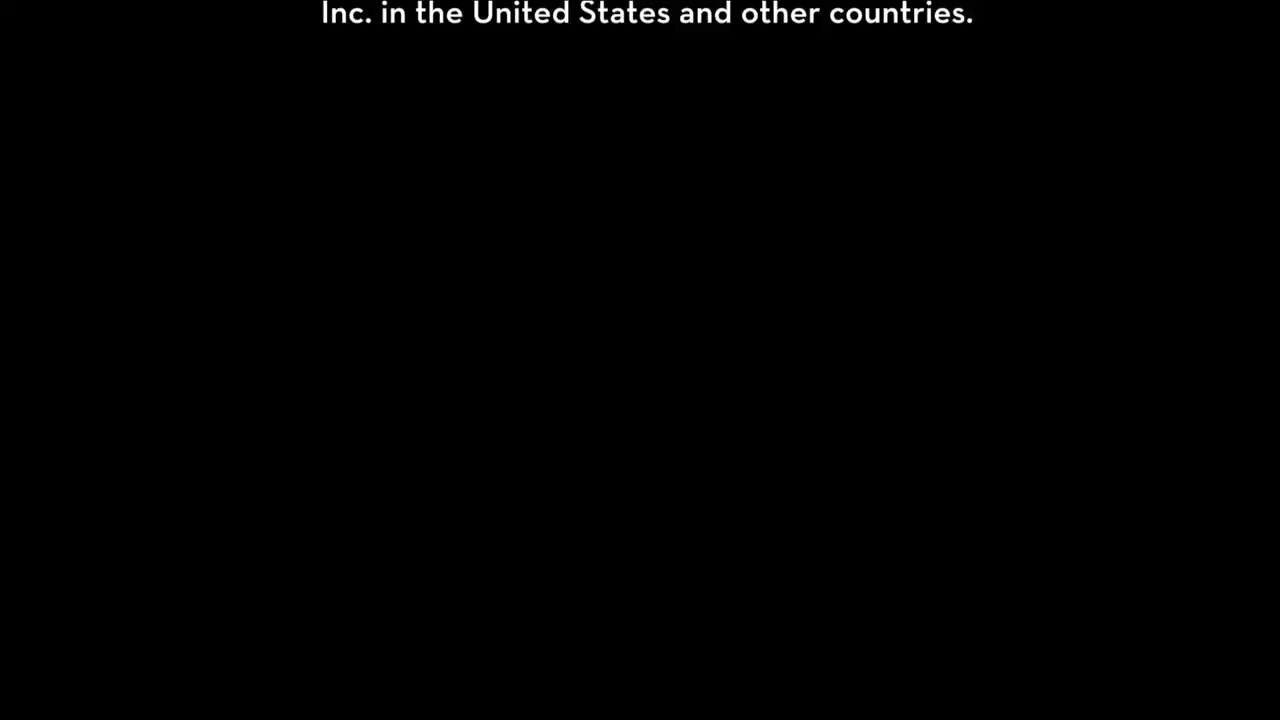 Inc. in the United States and other countries.